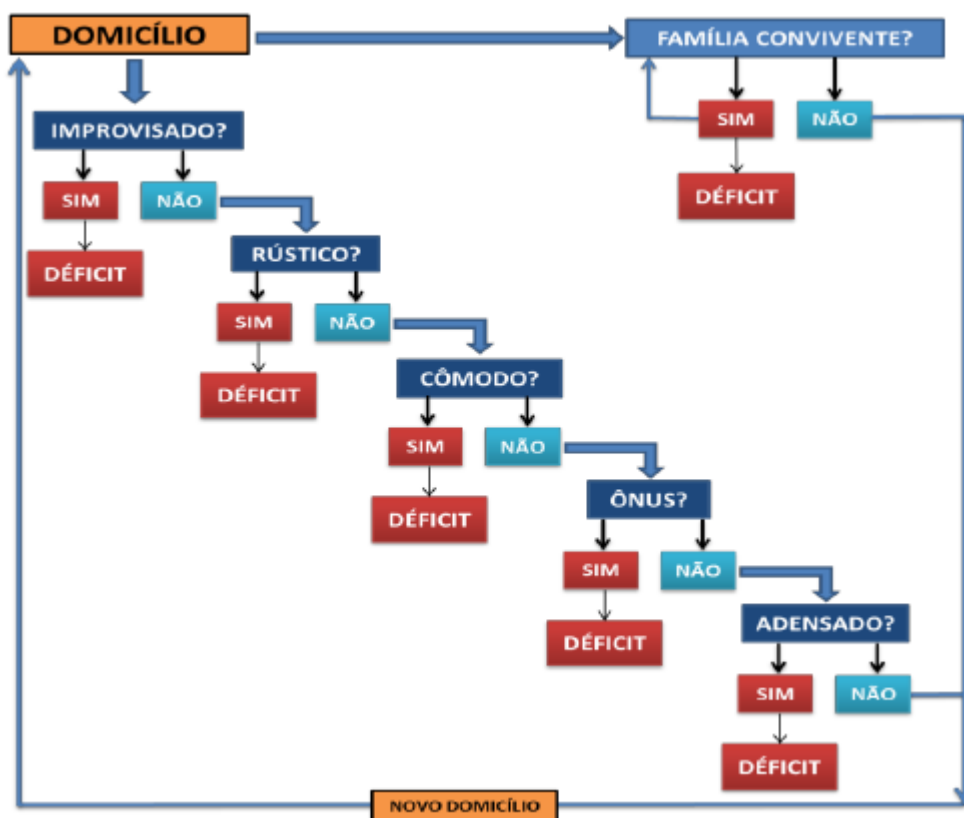 DOMICÍLIO
FAMÍLIA CONVIVENTE?
SIM
NÃO
DÉFICIT
IMPROVISADO?
SIM
NÃO
DÉFICIT
RÚSTICO?
SIM
NÃO
DÉFICIT
CÔMODO?
SIM
NÃO
DÉFICIT
ÔNUS?
SIM
NÃO
DÉFICIT
ADENSADO?
SIM
NÃO
DÉFICIT
NOVO DOMICÍLIO